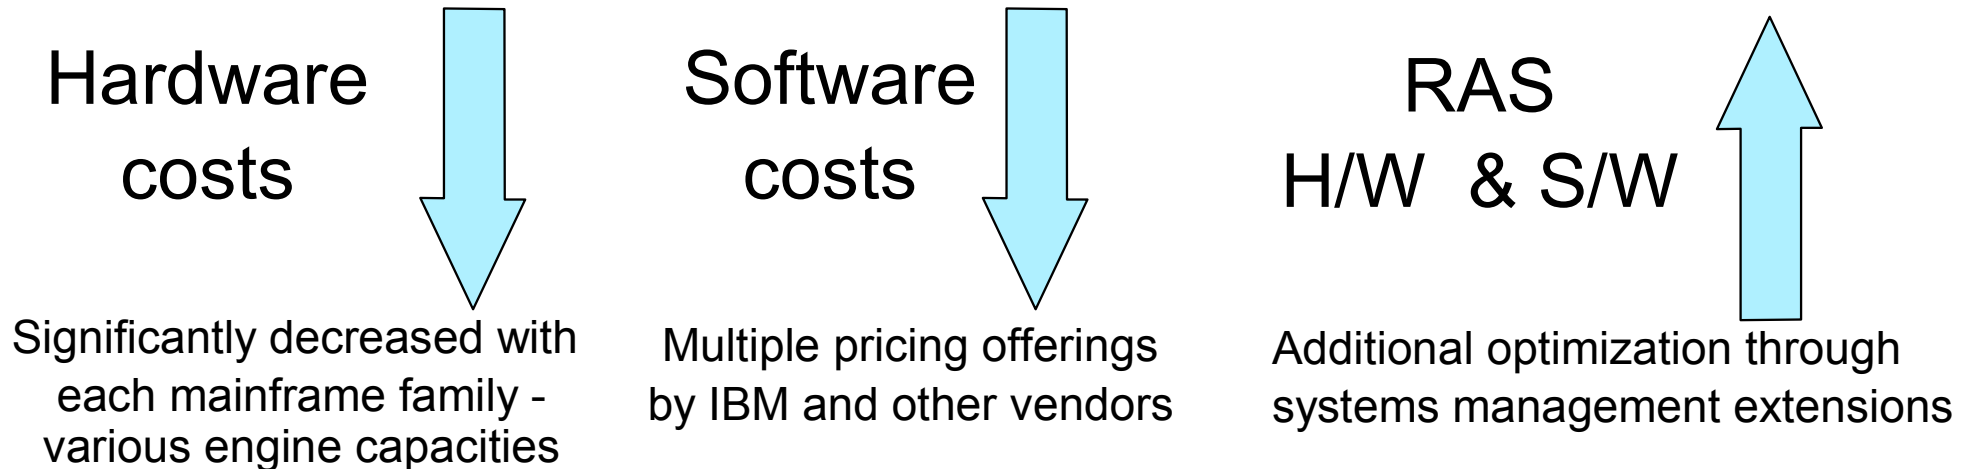 Hardware
costs
Significantly decreased with
each mainframe family -
various engine capacities
Software
costs
Multiple pricing offerings
by IBM and other vendors
RAS
H/W & S/W
Additional optimization through
systems management extensions